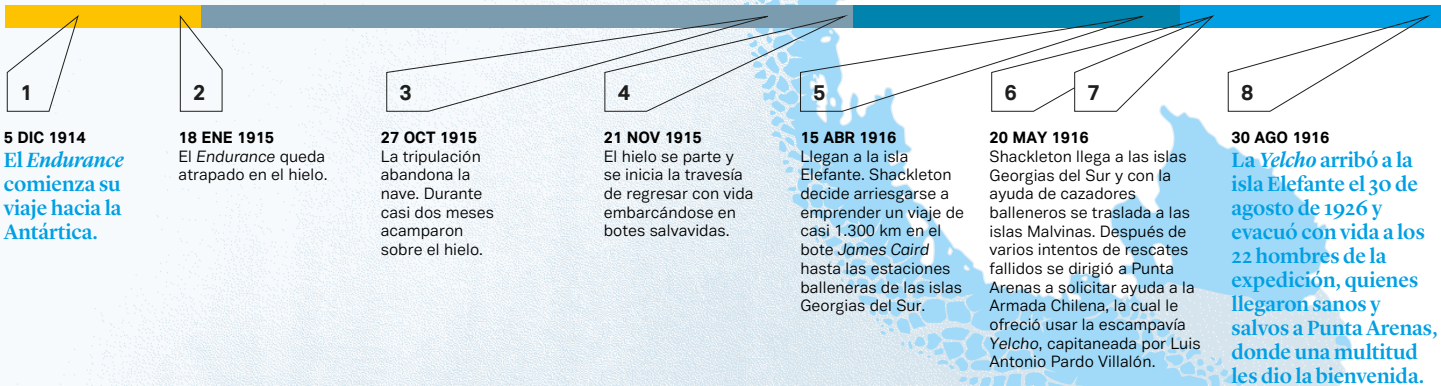 1
2
3
4
5
6
7
8
5 DIC 1914
El Endurance
comienza su
viaje hacia la
Antártica.
18 ENE 1915
El Endurance queda
atrapado en el hielo.
27 OCT 1915
La tripulación
abandona la
nave. Durante
casi dos meses
acamparon
sobre el hielo.
21 NOV 1915
El hielo se parte y
se inicia la travesía
de regresar con vida
embarcándose en
botes salvavidas.
15 ABR 1916
Llegan a la isla
Elefante. Shackleton
decide arriesgarse a
emprender un viaje de
casi 1.300 km en el
bote James Caird
hasta las estaciones
balleneras de las islas
Georgias del Sur.
20 MAY 1916
Shackleton llega a las islas
Georgias del Sur y con la
ayuda de cazadores
balleneros se traslada a las
islas Malvinas. Después de
varios intentos de rescates
fallidos se dirigió a Punta
Arenas a solicitar ayuda a la
Armada Chilena, la cual le
ofreció usar la escampavía
Yelcho, capitaneada por Luis
Antonio Pardo Villalón.
30 AGO 1916
La Yelcho arribó a la
isla Elefante el 30 de
agosto de 1926 y
evacuó con vida a los
22 hombres de la
expedición, quienes
llegaron sanos y
salvos a Punta Arenas,
donde una multitud
les dio la bienvenida.